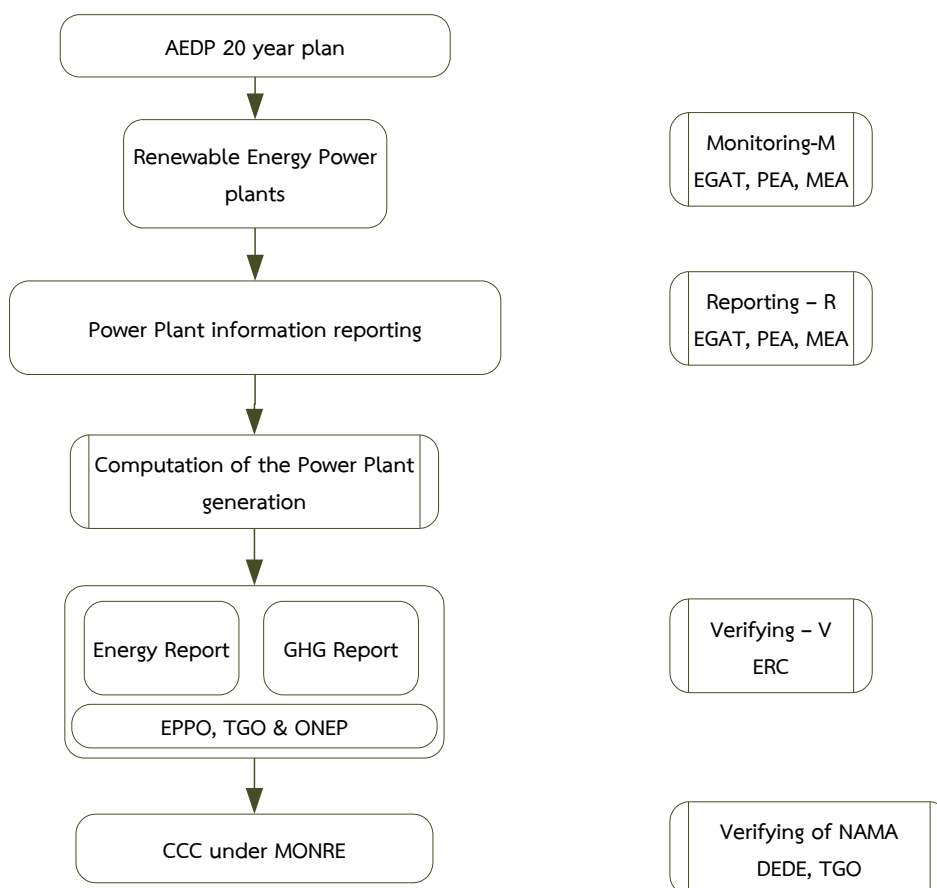 AEDP 20 year plan
Renewable Energy Power
plants
Monitoring-M
EGAT, PEA, MEA
Power Plant information reporting
Reporting – R
EGAT, PEA, MEA
Computation of the Power Plant
generation
Energy Report
GHG Report
EPPO, TGO & ONEP
Verifying – V
ERC
CCC under MONRE
Verifying of NAMA
DEDE, TGO